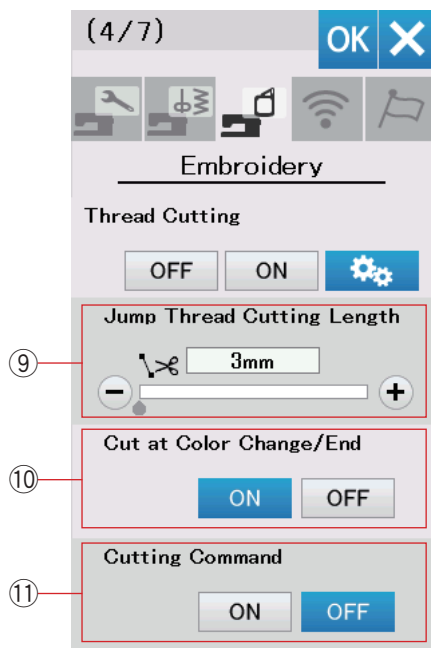 (4/7) OK
Embroidery
Thread Cutting
OFF ON
Jump Thread Cutting Length
⑨ 3mm
Cut at Color Change/End
⑩ ON OFF
Cutting Command
⑪ ON OFF